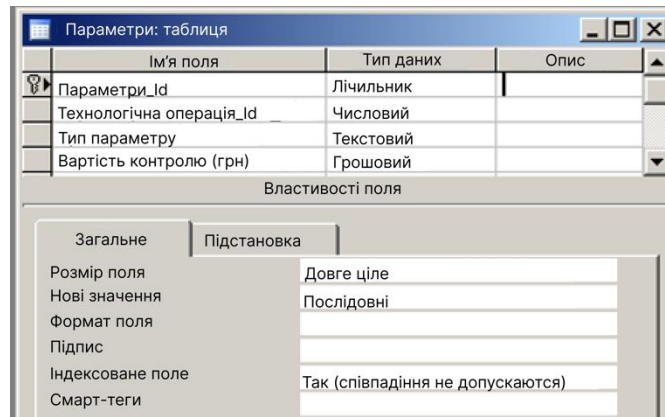 Параметри: таблиця
Ім'я поля Тип даних Опис
Параметри_Id Лічильник
Технологічна операція_Id Числовий
Тип параметру Текстовий
Вартість контролю (грн) Грошовий
Властивості поля
Загальне Підстановка
Розмір поля Довге ціле
Нові значення Послідовні
Формат поля
Підпис
Індексоване поле Так (співпадіння не допускаются)
Смарт-теги